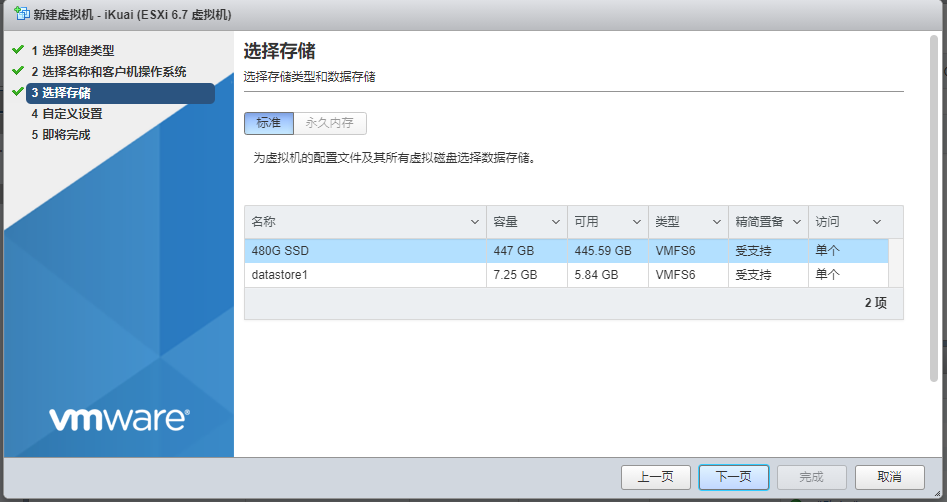 新建虚拟机 - iKuai (ESXi 6.7 虚拟机)
1 选择创建类型
2 选择名称和客户机操作系统
3 选择存储
4 自定义设置
5 即将完成
vmware®
选择存储
选择存储类型和数据存储
标准 永久内存
为虚拟机的配置文件及其所有虚拟磁盘选择数据存储。
名称 容量 可用 类型 精简置备 访问
480G SSD 447 GB 445.59 GB VMFS6 受支持 单个
datastore1 7.25 GB 5.84 GB VMFS6 受支持 单个
2 项
上一页 下一页 完成 取消